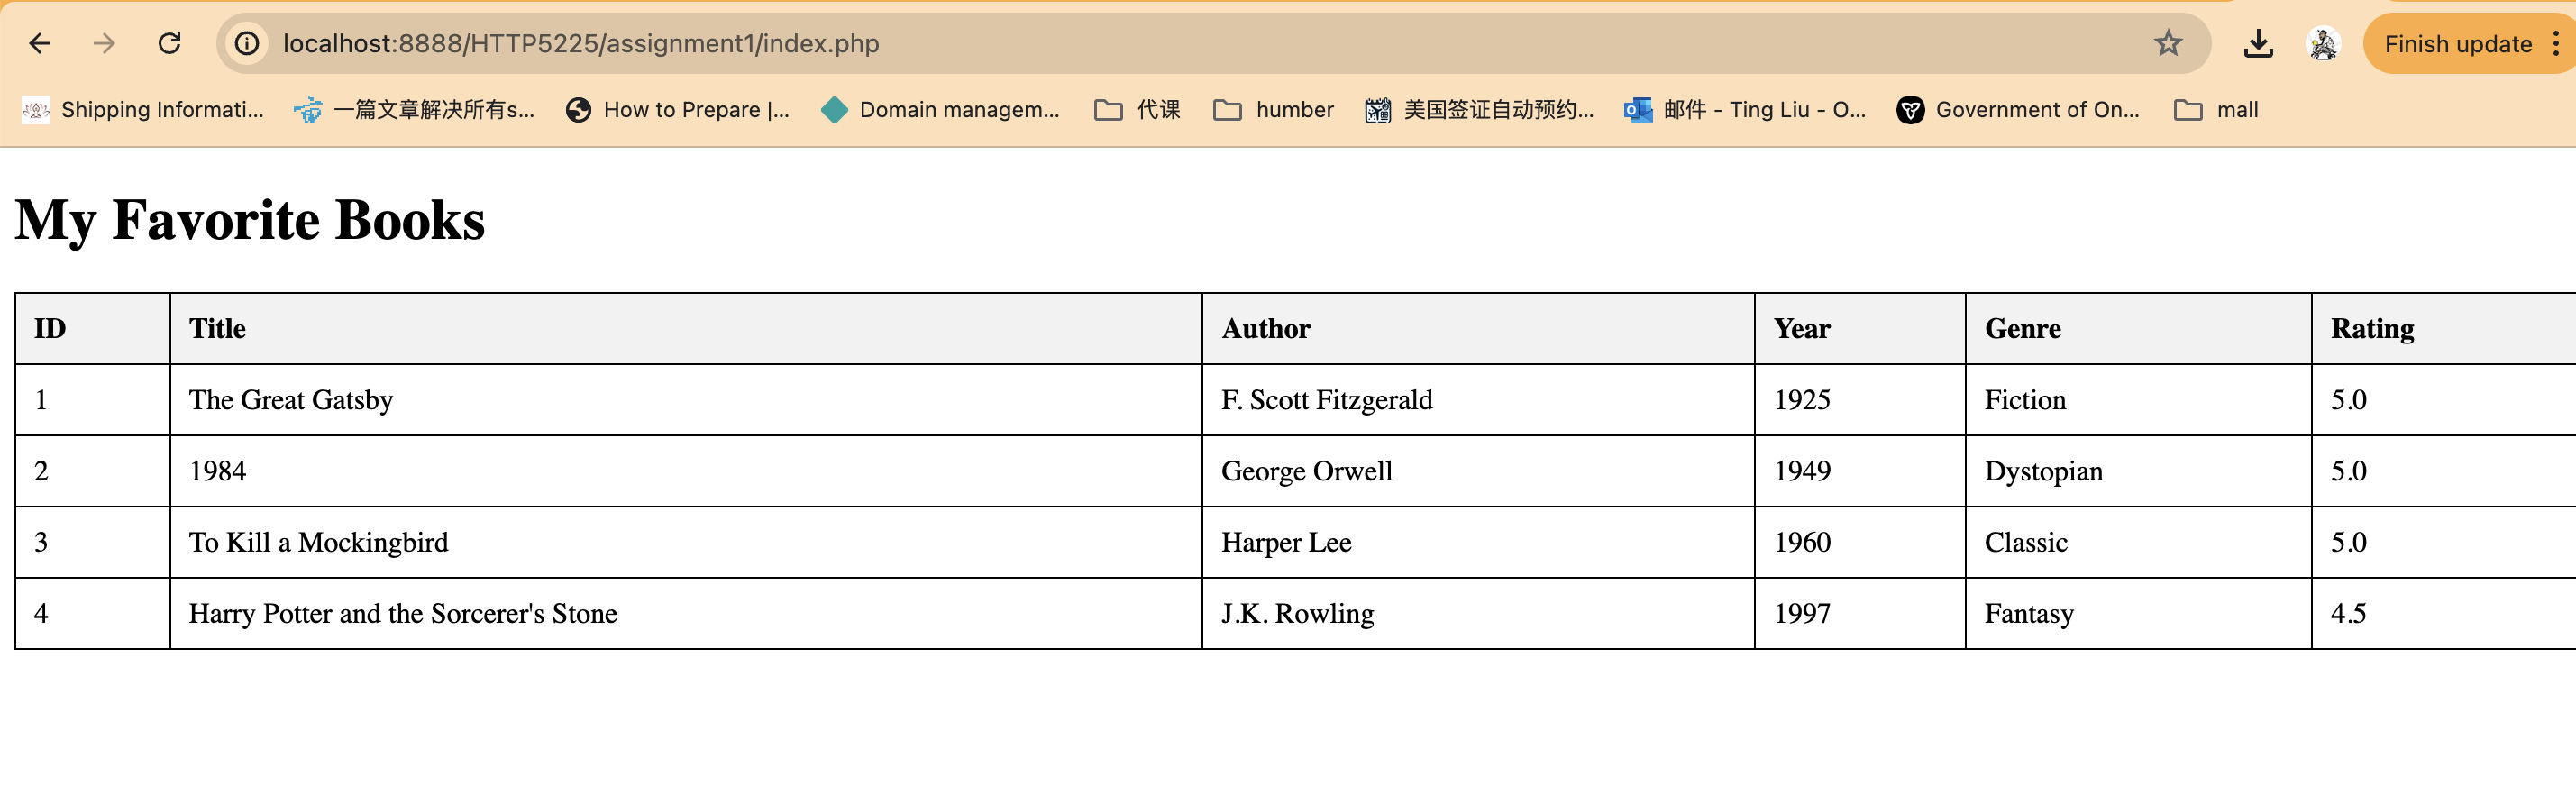 localhost:8888/HTTP5225/assignment1/index.php Finish update
Shipping Informati... 一篇文章解决所有s... How to Prepare |... Domain managem... 代课 humber 美国签证自动预约... 邮件 - Ting Liu - O... Government of On... mall
My Favorite Books
ID Title Author Year Genre Rating
1 The Great Gatsby F. Scott Fitzgerald 1925 Fiction 5.0
2 1984 George Orwell 1949 Dystopian 5.0
3 To Kill a Mockingbird Harper Lee 1960 Classic 5.0
4 Harry Potter and the Sorcerer's Stone J.K. Rowling 1997 Fantasy 4.5